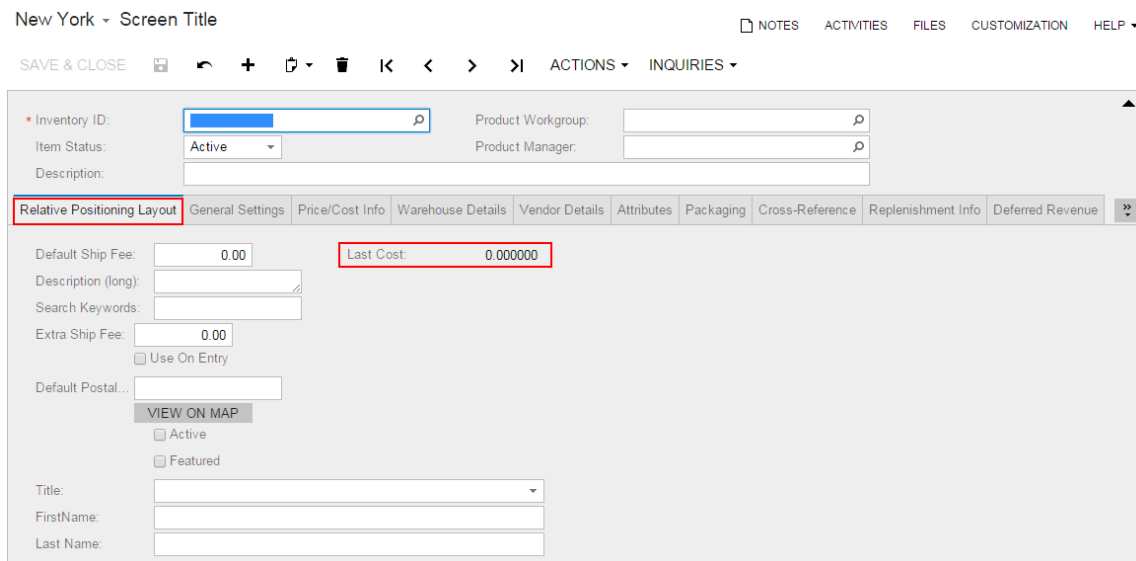 New York - Screen Title
NOTES ACTIVITIES FILES CUSTOMIZATION HELP
SAVE & CLOSE ACTIONS INQUIRIES
* Inventory ID: Product Workgroup:
Item Status: Active Product Manager:
Description:
Relative Positioning Layout General Settings Price/Cost Info Warehouse Details Vendor Details Attributes Packaging Cross-Reference Replenishment Info Deferred Revenue
Default Ship Fee: 0.00 Last Cost: 0.000000
Description (long):
Search Keywords:
Extra Ship Fee: 0.00
Use On Entry
Default Postal...
VIEW ON MAP
Active
Featured
Title:
FirstName:
Last Name: